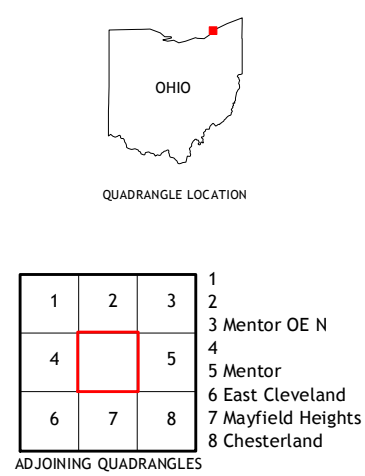 OHIO
QUADRANGLE LOCATION
1 2 3
4 5
6 7 8
1
2
3 Mentor OE N
4
5 Mentor
6 East Cleveland
7 Mayfield Heights
8 Chesterland
ADJOINING QUADRANGLES